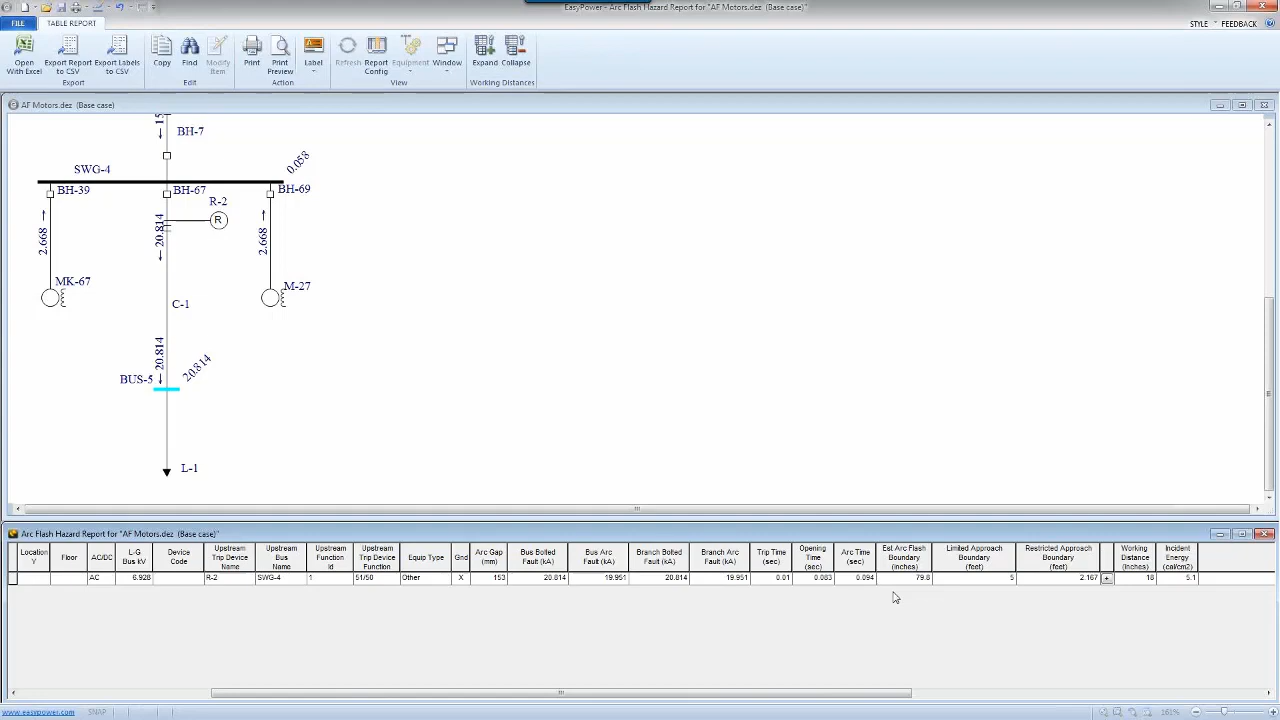 EasyPower - Arc Flash Hazard Report for "AF Motors.dez (Base case)"
FILE TABLE REPORT STYLE FEEDBACK
Open With Excel
Export Report to CSV
Export Labels to CSV
Copy
Find
Modify Item
Print
Print Preview
Label
Refresh
Report Config
Equipment
Window
Expand
Collapse
Export Edit Action View Working Distances
AF Motors.dez (Base case)
15
BH-7
SWG-4
0.058
BH-39
BH-67
BH-69
R-2
R
2.668
20.814
2.668
MK-67
M-27
C-1
20.814
20.814
BUS-5
L-1
Arc Flash Hazard Report for "AF Motors.dez (Base case)"
Location Y
Floor
AC/DC
L-G Bus kV
Device Code
Upstream Trip Device Name
Upstream Bus Name
Upstream Function Id
Upstream Trip Device Function
Equip Type
Gnd
Arc Gap (mm)
Bus Bolted Fault (kA)
Bus Arc Fault (kA)
Branch Bolted Fault (kA)
Branch Arc Fault (kA)
Trip Time (sec)
Opening Time (sec)
Arc Time (sec)
Est Arc Flash Boundary (inches)
Limited Approach Boundary (feet)
Restricted Approach Boundary (feet)
Working Distance (inches)
Incident Energy (cal/cm2)
AC 6.928 R-2 SWG-4 1 51/50 Other X 153 20.814 19.951 20.814 19.951 0.01 0.083 0.094 79.8 5 2.167 + 18 5.1
www.easypower.com SNAP 161%